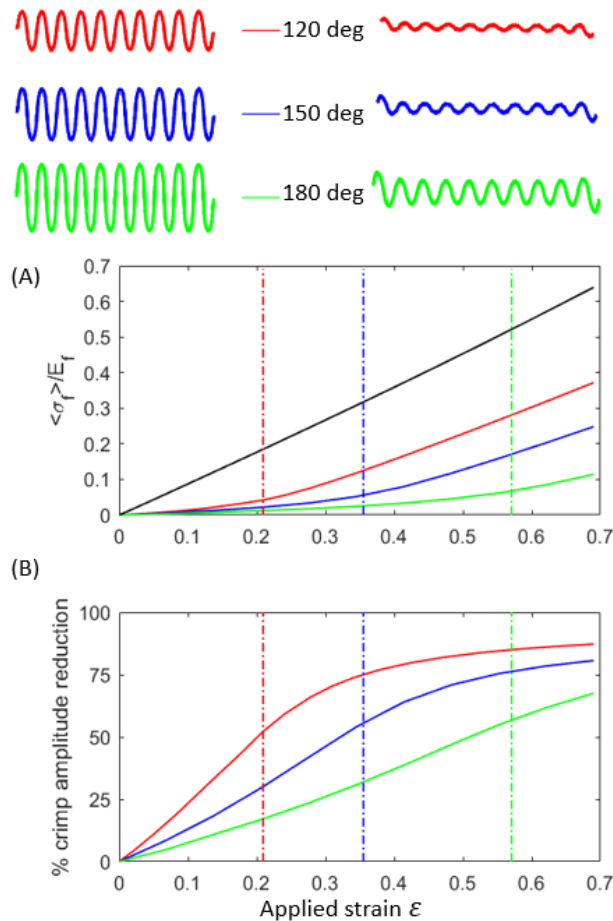 120 deg
150 deg
180 deg
(A)
<σf>/Ef
0.7
0.6
0.5
0.4
0.3
0.2
0.1
0
0 0.1 0.2 0.3 0.4 0.5 0.6 0.7
(B)
% crimp amplitude reduction
100
75
50
25
0
0 0.1 0.2 0.3 0.4 0.5 0.6 0.7
Applied strain ε